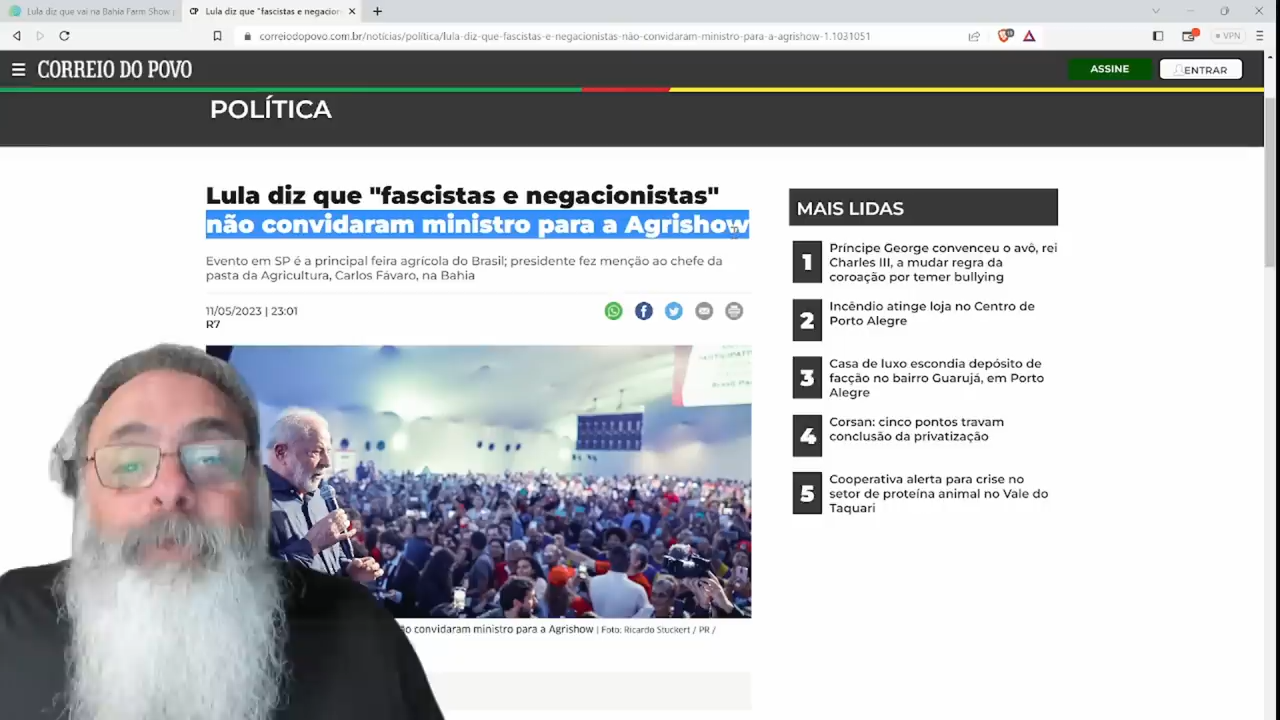 Lula diz que vai na Bahia Farm Show
Lula diz que "fascistas e negacion
correiodopovo.com.br/notícias/política/lula-diz-que-fascistas-e-negacionistas-não-convidaram-ministro-para-a-agrishow-1.1031051
VPN
CORREIO DO POVO
ASSINE
ENTRAR
POLÍTICA
Lula diz que "fascistas e negacionistas"
não convidaram ministro para a Agrishow
Evento em SP é a principal feira agrícola do Brasil; presidente fez menção ao chefe da
pasta da Agricultura, Carlos Fávaro, na Bahia
11/05/2023 | 23:01
R7
MAIS LIDAS
1
Príncipe George convenceu o avô, rei
Charles III, a mudar regra da
coroação por temer bullying
2
Incêndio atinge loja no Centro de
Porto Alegre
3
Casa de luxo escondia depósito de
facção no bairro Guarujá, em Porto
Alegre
4
Corsan: cinco pontos travam
conclusão da privatização
5
Cooperativa alerta para crise no
setor de proteína animal no Vale do
Taquari
convidaram ministro para a Agrishow | Foto: Ricardo Stuckert / PR /